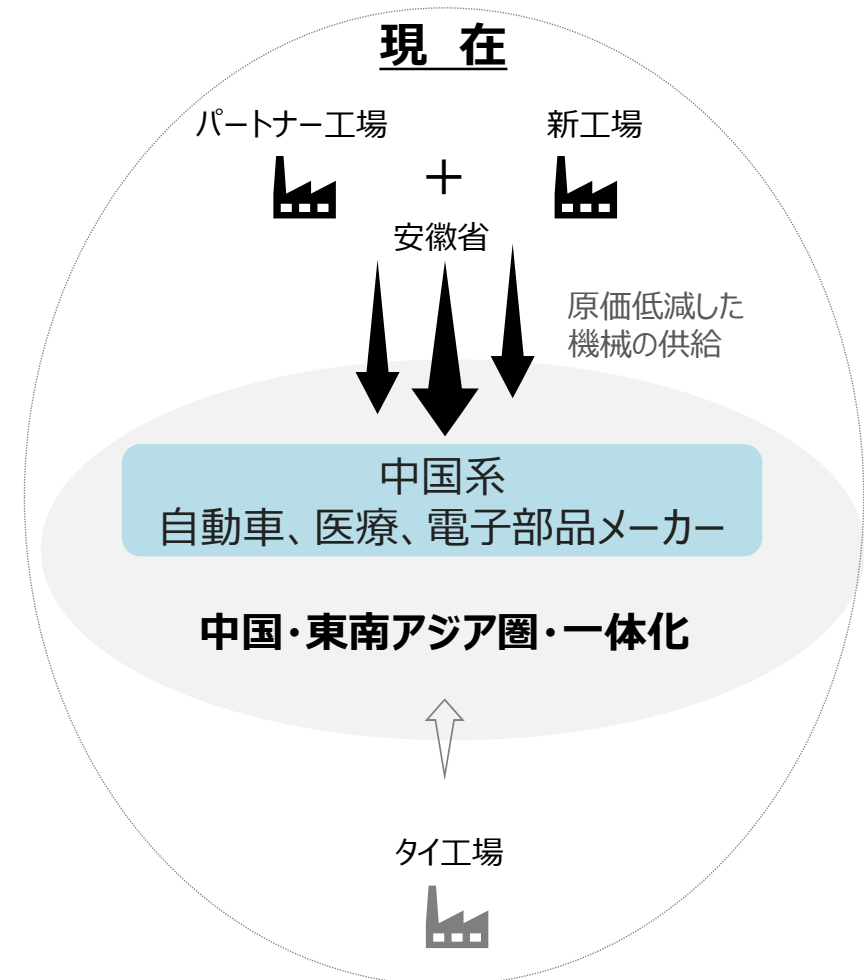 現 在
パートナー工場
新工場
＋
安徽省
原価低減した
機械の供給
中国系
自動車、医療、電子部品メーカー
中国・東南アジア圏・一体化
タイ工場